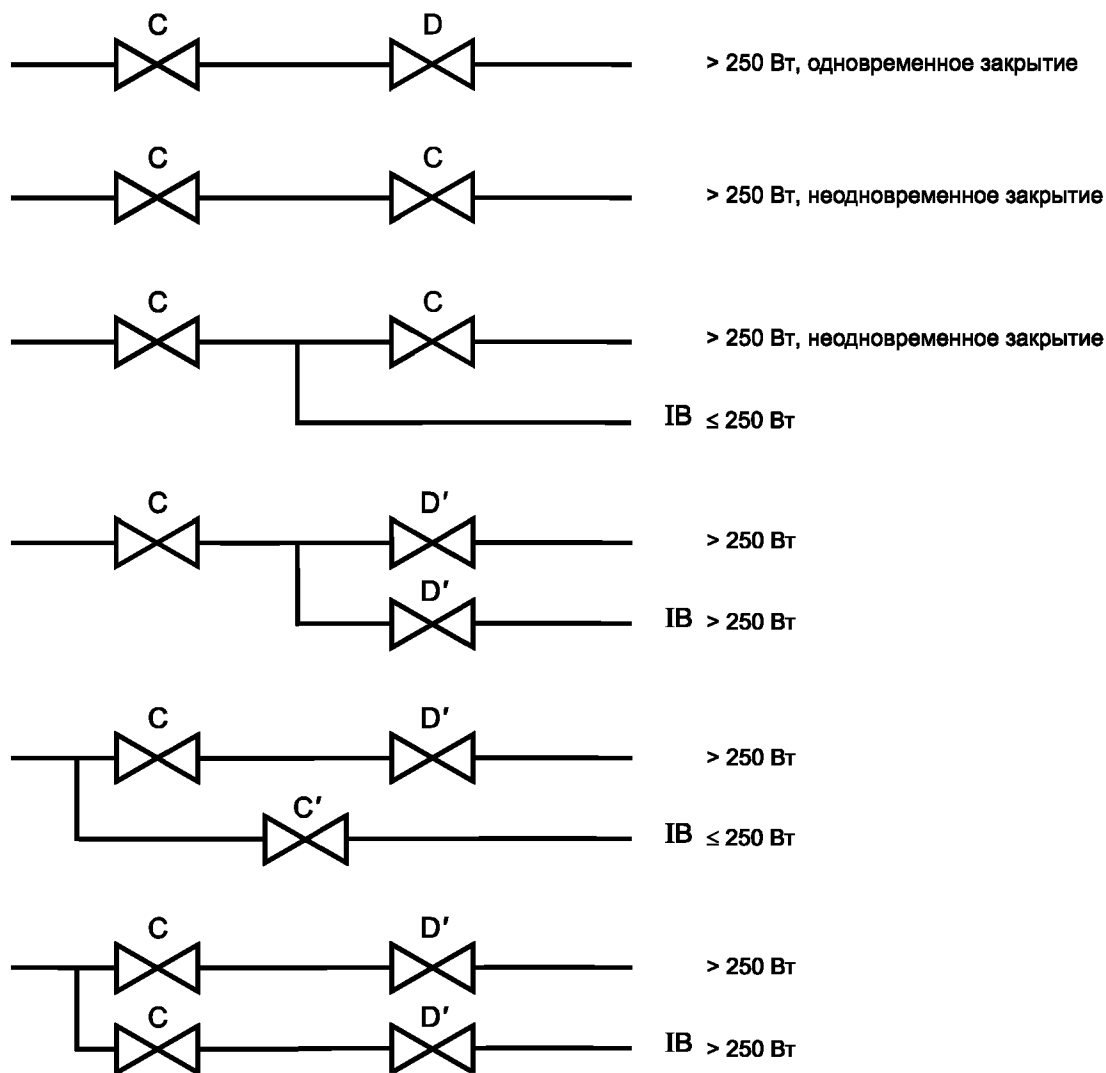 C D
> 250 Вт, одновременное закрытие
C C
> 250 Вт, неодновременное закрытие
C C
> 250 Вт, неодновременное закрытие
IB ≤ 250 Вт
C D′
> 250 Вт
D′
IB > 250 Вт
C D′
> 250 Вт
C′
IB ≤ 250 Вт
C D′
> 250 Вт
C D′
IB > 250 Вт